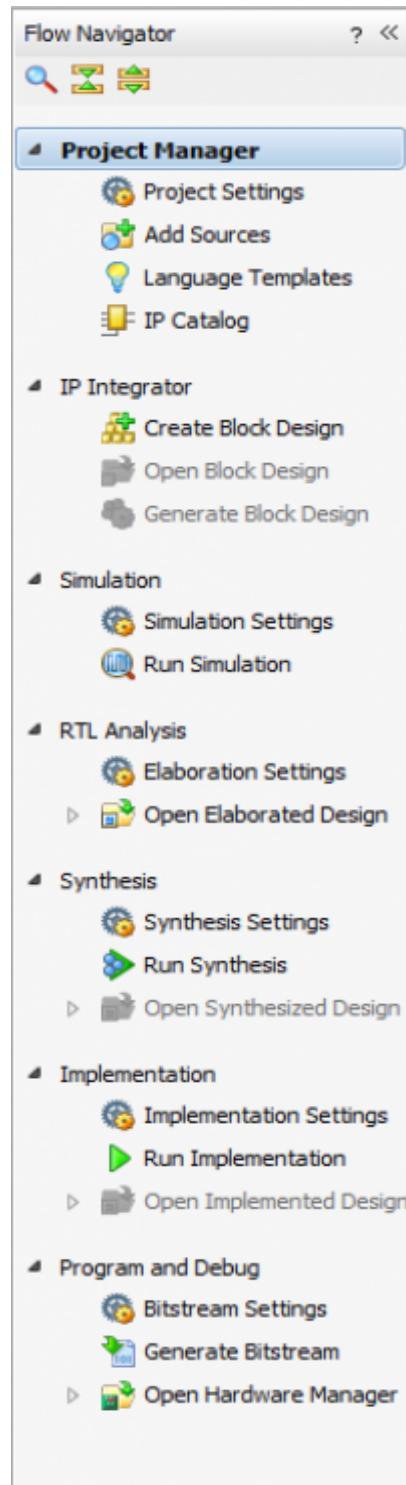 Flow Navigator ? «
Project Manager
Project Settings
Add Sources
Language Templates
IP Catalog
IP Integrator
Create Block Design
Open Block Design
Generate Block Design
Simulation
Simulation Settings
Run Simulation
RTL Analysis
Elaboration Settings
Open Elaborated Design
Synthesis
Synthesis Settings
Run Synthesis
Open Synthesized Design
Implementation
Implementation Settings
Run Implementation
Open Implemented Design
Program and Debug
Bitstream Settings
Generate Bitstream
Open Hardware Manager